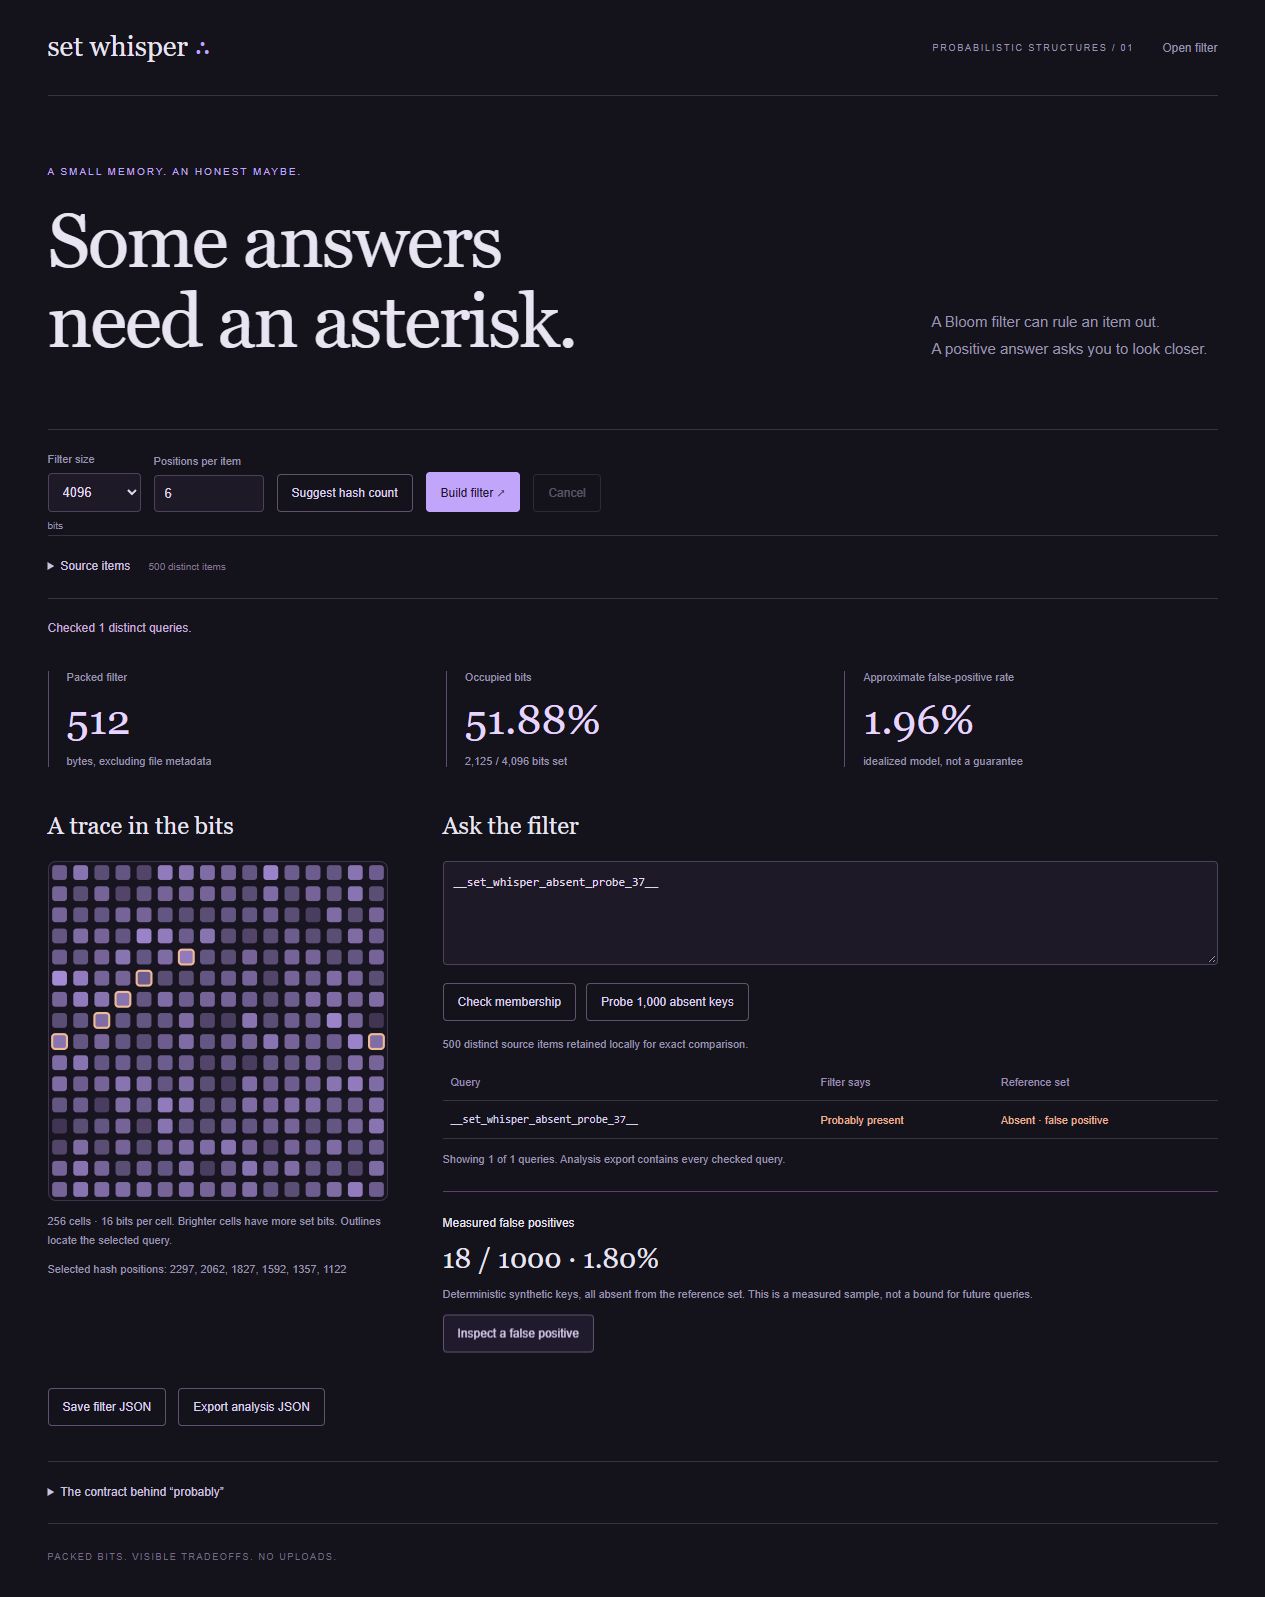 set whisper
PROBABILISTIC STRUCTURES / 01
Open filter
A SMALL MEMORY. AN HONEST MAYBE.
Some answers
need an asterisk.
A Bloom filter can rule an item out.
A positive answer asks you to look closer.
Filter size
Positions per item
4096
6
Suggest hash count
Build filter ↗
Cancel
bits
Source items
500 distinct items
Checked 1 distinct queries.
Packed filter
512
bytes, excluding file metadata
Occupied bits
51.88%
2,125 / 4,096 bits set
Approximate false-positive rate
1.96%
idealized model, not a guarantee
A trace in the bits
256 cells · 16 bits per cell. Brighter cells have more set bits. Outlines
locate the selected query.
Selected hash positions: 2297, 2062, 1827, 1592, 1357, 1122
Ask the filter
__set_whisper_absent_probe_37__
Check membership
Probe 1,000 absent keys
500 distinct source items retained locally for exact comparison.
Query
Filter says
Reference set
__set_whisper_absent_probe_37__
Probably present
Absent · false positive
Showing 1 of 1 queries. Analysis export contains every checked query.
Measured false positives
18 / 1000 · 1.80%
Deterministic synthetic keys, all absent from the reference set. This is a measured sample, not a bound for future queries.
Inspect a false positive
Save filter JSON
Export analysis JSON
The contract behind “probably”
PACKED BITS. VISIBLE TRADEOFFS. NO UPLOADS.